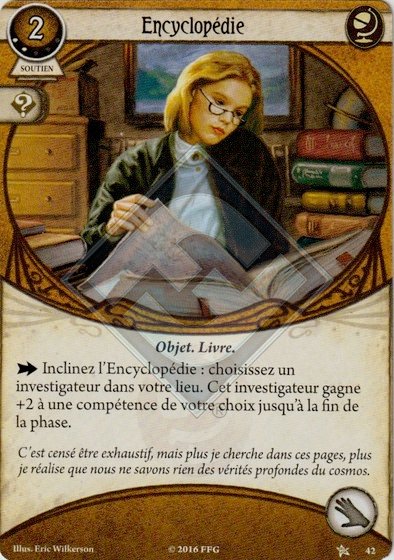 2
Encyclopédie
SOUTIEN
?
Objet. Livre.
Inclinez l'Encyclopédie : choisissez un
investigateur dans votre lieu. Cet investigateur gagne
+2 à une compétence de votre choix jusqu'à la fin de
la phase.
C'est censé être exhaustif, mais plus je cherche dans ces pages, plus
je réalise que nous ne savons rien des vérités profondes du cosmos.
Illus. Eric Wilkerson
© 2016 FFG
42